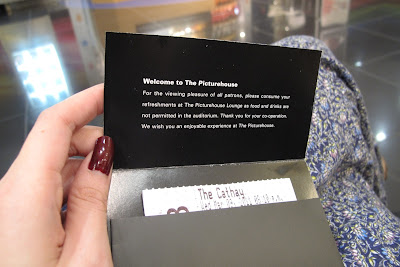 Welcome to The Picturehouse
For the viewing pleasure of all patrons, please consume your
refreshments at The Picturehouse Lounge as food and drinks are
not permitted in the auditorium. Thank you for your co-operation.
We wish you an enjoyable experience at The Picturehouse.
The Cathay